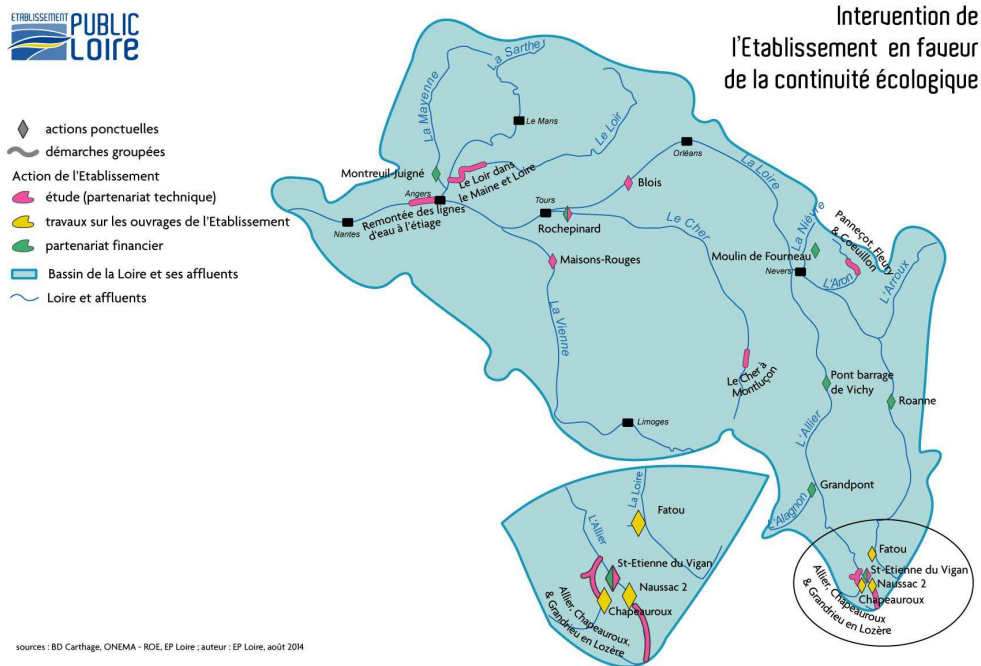 ETABLISSEMENT
PUBLIC
LOIRE
Intervention de
l'Etablissement en faveur
de la continuité écologique
actions ponctuelles
démarches groupées
Action de l'Etablissement
étude (partenariat technique)
travaux sur les ouvrages de l'Etablissement
partenariat financier
Bassin de la Loire et ses affluents
Loire et affluents
La Sarthe
La Mayenne
Le Mans
Le Loir
Montreuil-Juigné
Le Loir dans
le Maine et Loire
Angers
Nantes
Remontée des lignes
d'eau à l'étiage
Orléans
La Loire
Blois
Tours
Rochepinard
Le Cher
Maisons-Rouges
La Vienne
La Nièvre
Moulin de Fourneau
Nevers
Panneçot, Fleury
& Coeuillon
L'Aron
L'Arroux
Le Cher à
Montluçon
Pont barrage
de Vichy
Roanne
Limoges
L'Allier
Grandpont
L'Alagnon
Fatou
St-Etienne du Vigan
Naussac 2
Chapeauroux
Allier, Chapeauroux
& Grandrieu en Lozère
La Loire
Fatou
L'Allier
St-Etienne du Vigan
Naussac 2
Chapeauroux
Allier, Chapeauroux,
& Grandrieu en Lozère
sources : BD Carthage, ONEMA - ROE, EP Loire ; auteur : EP Loire, août 2014